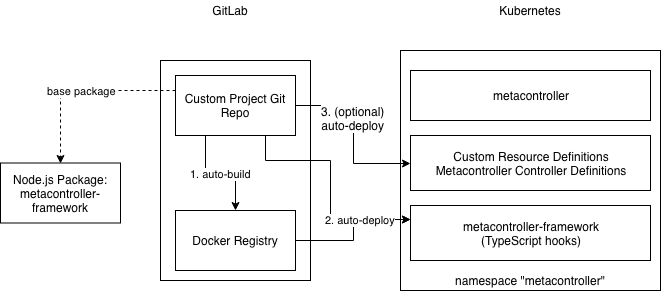 GitLab
Kubernetes
base package
Custom Project Git
Repo
3. (optional)
auto-deploy
metacontroller
Custom Resource Definitions
Metacontroller Controller Definitions
Node.js Package:
metacontroller-
framework
1. auto-build
2. auto-deploy
Docker Registry
metacontroller-framework
(TypeScript hooks)
namespace "metacontroller"